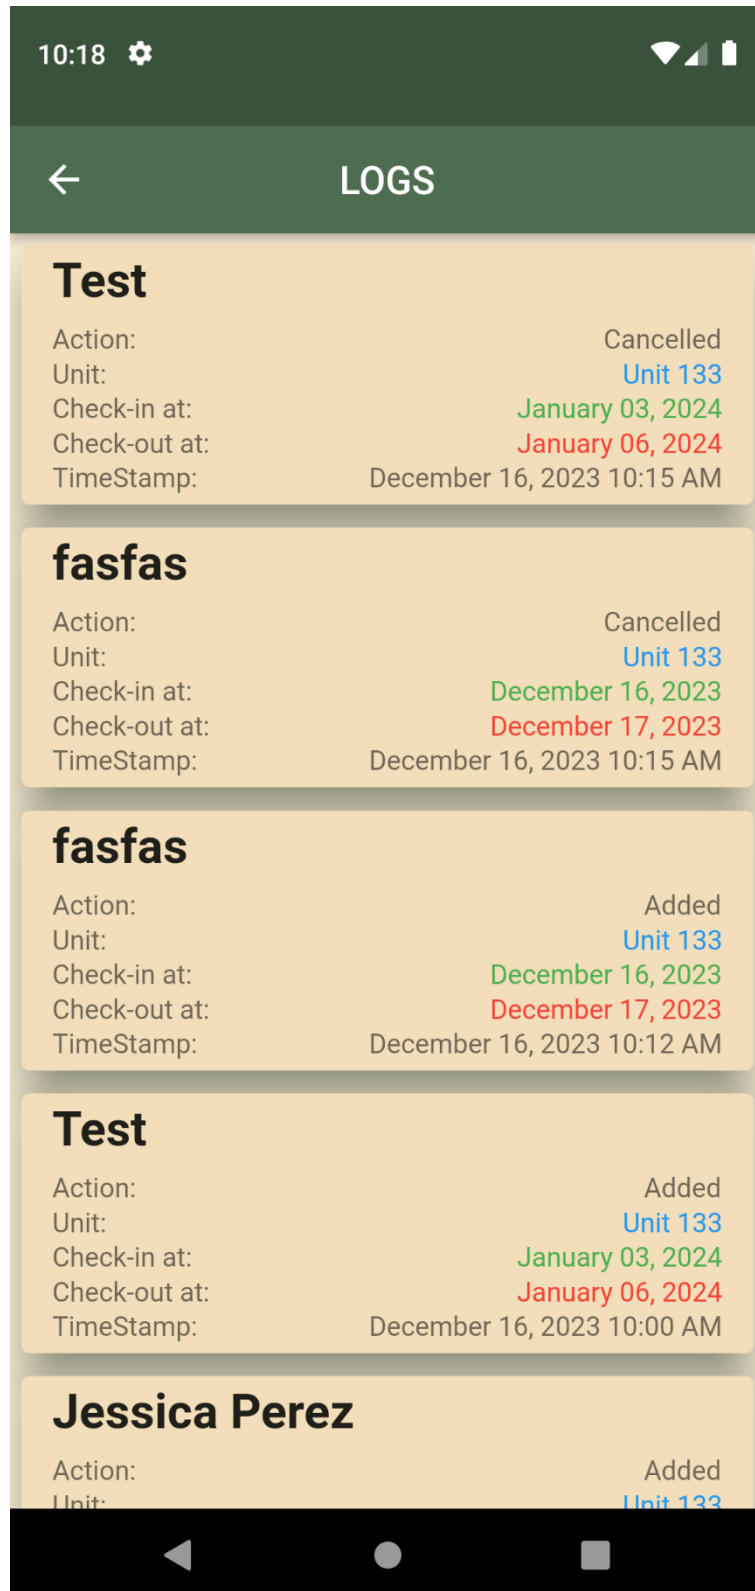 10:18
LOGS
Test
Action: Cancelled
Unit: Unit 133
Check-in at: January 03, 2024
Check-out at: January 06, 2024
TimeStamp: December 16, 2023 10:15 AM
fasfas
Action: Cancelled
Unit: Unit 133
Check-in at: December 16, 2023
Check-out at: December 17, 2023
TimeStamp: December 16, 2023 10:15 AM
fasfas
Action: Added
Unit: Unit 133
Check-in at: December 16, 2023
Check-out at: December 17, 2023
TimeStamp: December 16, 2023 10:12 AM
Test
Action: Added
Unit: Unit 133
Check-in at: January 03, 2024
Check-out at: January 06, 2024
TimeStamp: December 16, 2023 10:00 AM
Jessica Perez
Action: Added
Unit: Unit 133